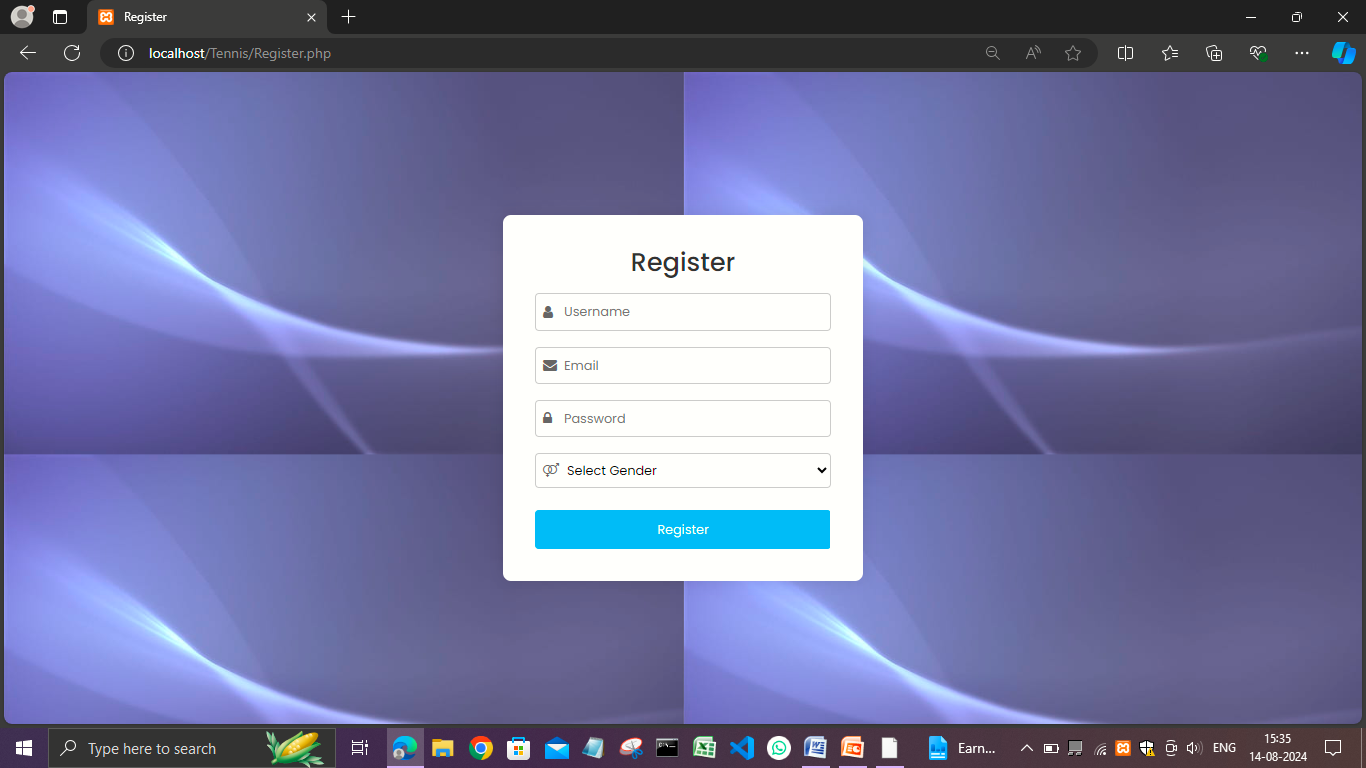 Register
localhost/Tennis/Register.php
Register
Username
Email
Password
Select Gender
Register
Type here to search
Earn...
ENG
15:35
14-08-2024